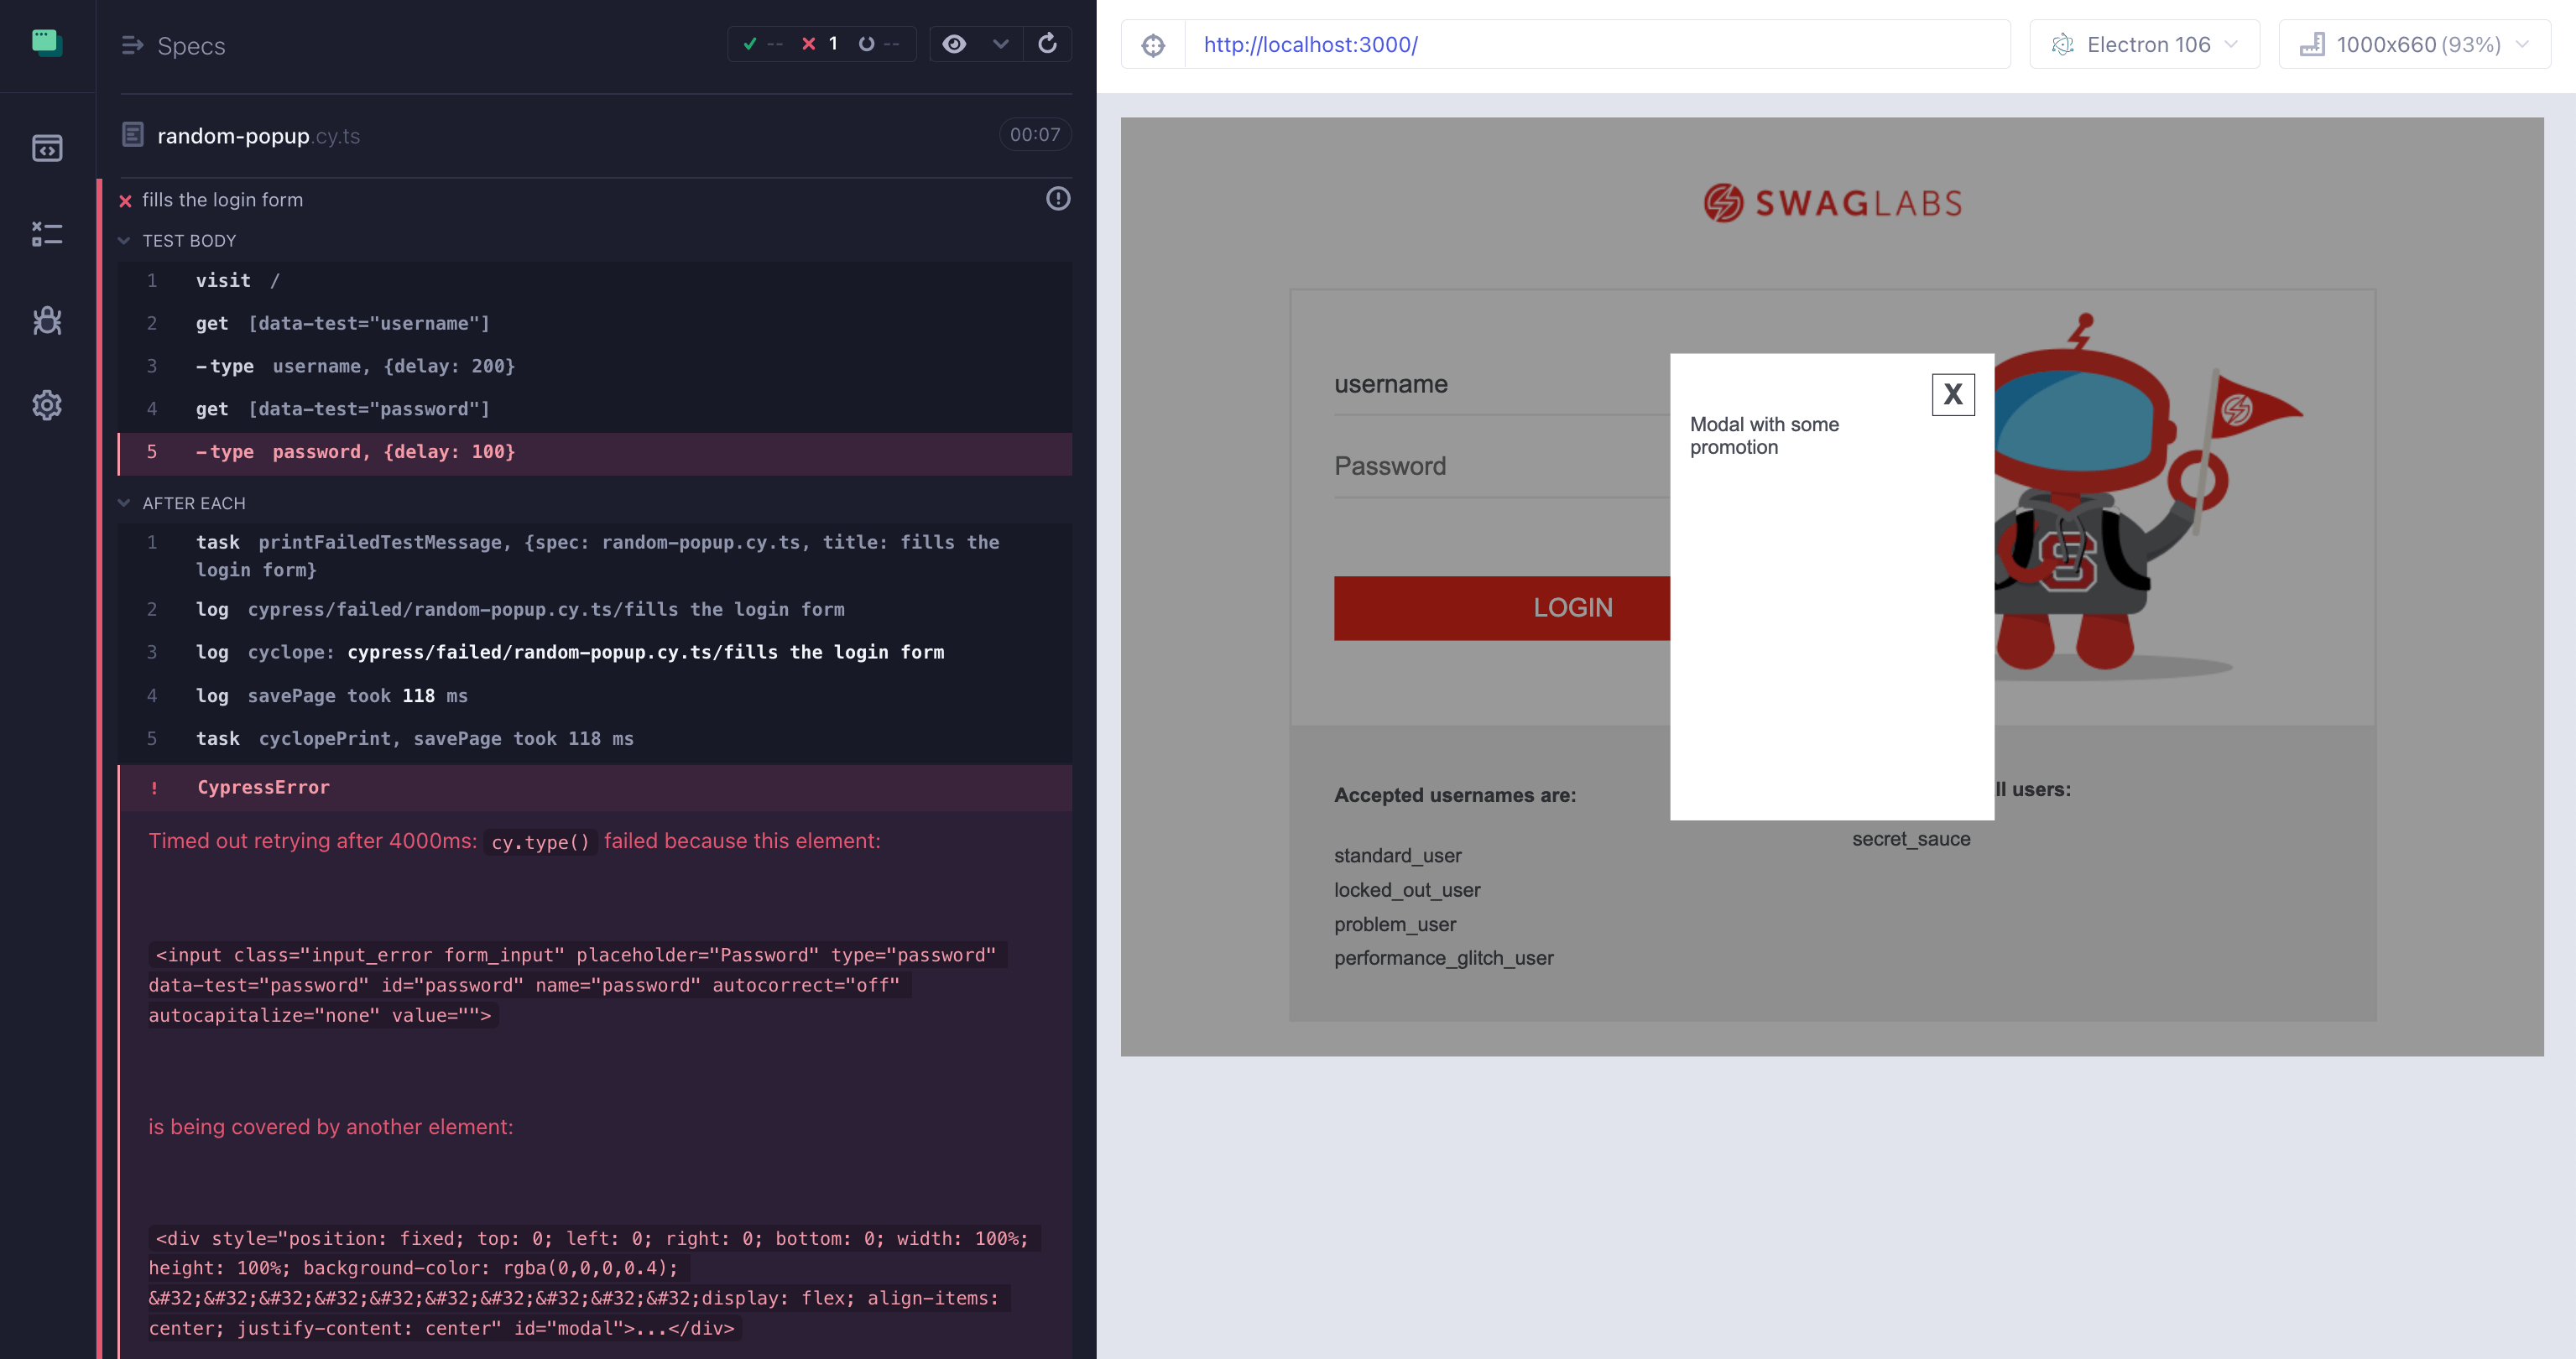 Specs
-- 1 --
random-popup.cy.ts
00:07
fills the login form
TEST BODY
1 visit /
2 get [data-test="username"]
3 -type username, {delay: 200}
4 get [data-test="password"]
5 -type password, {delay: 100}
AFTER EACH
1 task printFailedTestMessage, {spec: random-popup.cy.ts, title: fills the
login form}
2 log cypress/failed/random-popup.cy.ts/fills the login form
3 log cyclope: cypress/failed/random-popup.cy.ts/fills the login form
4 log savePage took 118 ms
5 task cyclopePrint, savePage took 118 ms
! CypressError
Timed out retrying after 4000ms: cy.type() failed because this element:
<input class="input_error form_input" placeholder="Password" type="password"
data-test="password" id="password" name="password" autocorrect="off"
autocapitalize="none" value="">
is being covered by another element:
<div style="position: fixed; top: 0; left: 0; right: 0; bottom: 0; width: 100%;
height: 100%; background-color: rgba(0,0,0,0.4);
&#32;&#32;&#32;&#32;&#32;&#32;&#32;&#32;&#32;&#32;display: flex; align-items:
center; justify-content: center" id="modal">...</div>
http://localhost:3000/
Electron 106
1000x660 (93%)
SWAGLABS
username
Password
LOGIN
X
Modal with some
promotion
S
Accepted usernames are:
standard_user
locked_out_user
problem_user
performance_glitch_user
ll users:
secret_sauce